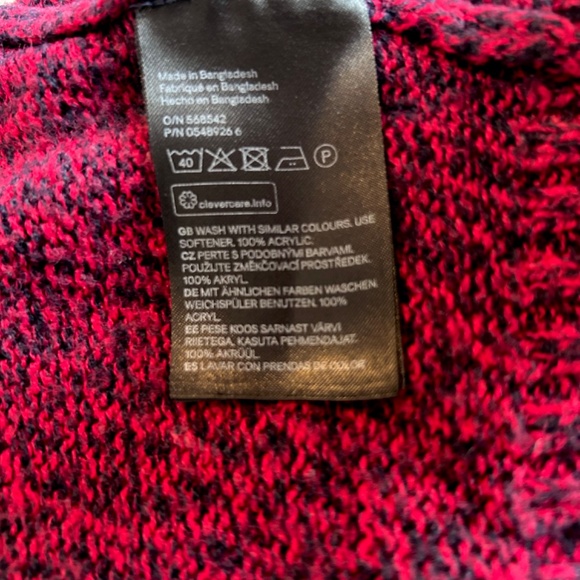 Made in Bangladesh
Fabriqué en Bangladesh
Hecho en Bangladesh
O/N 568542
P/N 0548926 6
40
P
clevercare.info
GB WASH WITH SIMILAR COLOURS. USE
SOFTENER. 100% ACRYLIC.
CZ PERTE S PODOBNÝMI BARVAMI.
POUŽIJTE ZMĚKČOVACÍ PROSTŘEDEK.
100% AKRYL.
DE MIT ÄHNLICHEN FARBEN WASCHEN.
WEICHSPÜLER BENUTZEN. 100%
ACRYL.
EE PESE KOOS SARNAST VÄRVI
RIIETEGA. KASUTA PEHMENDAJAT.
100% AKRÜÜL.
ES LAVAR CON PRENDAS DE COLOR